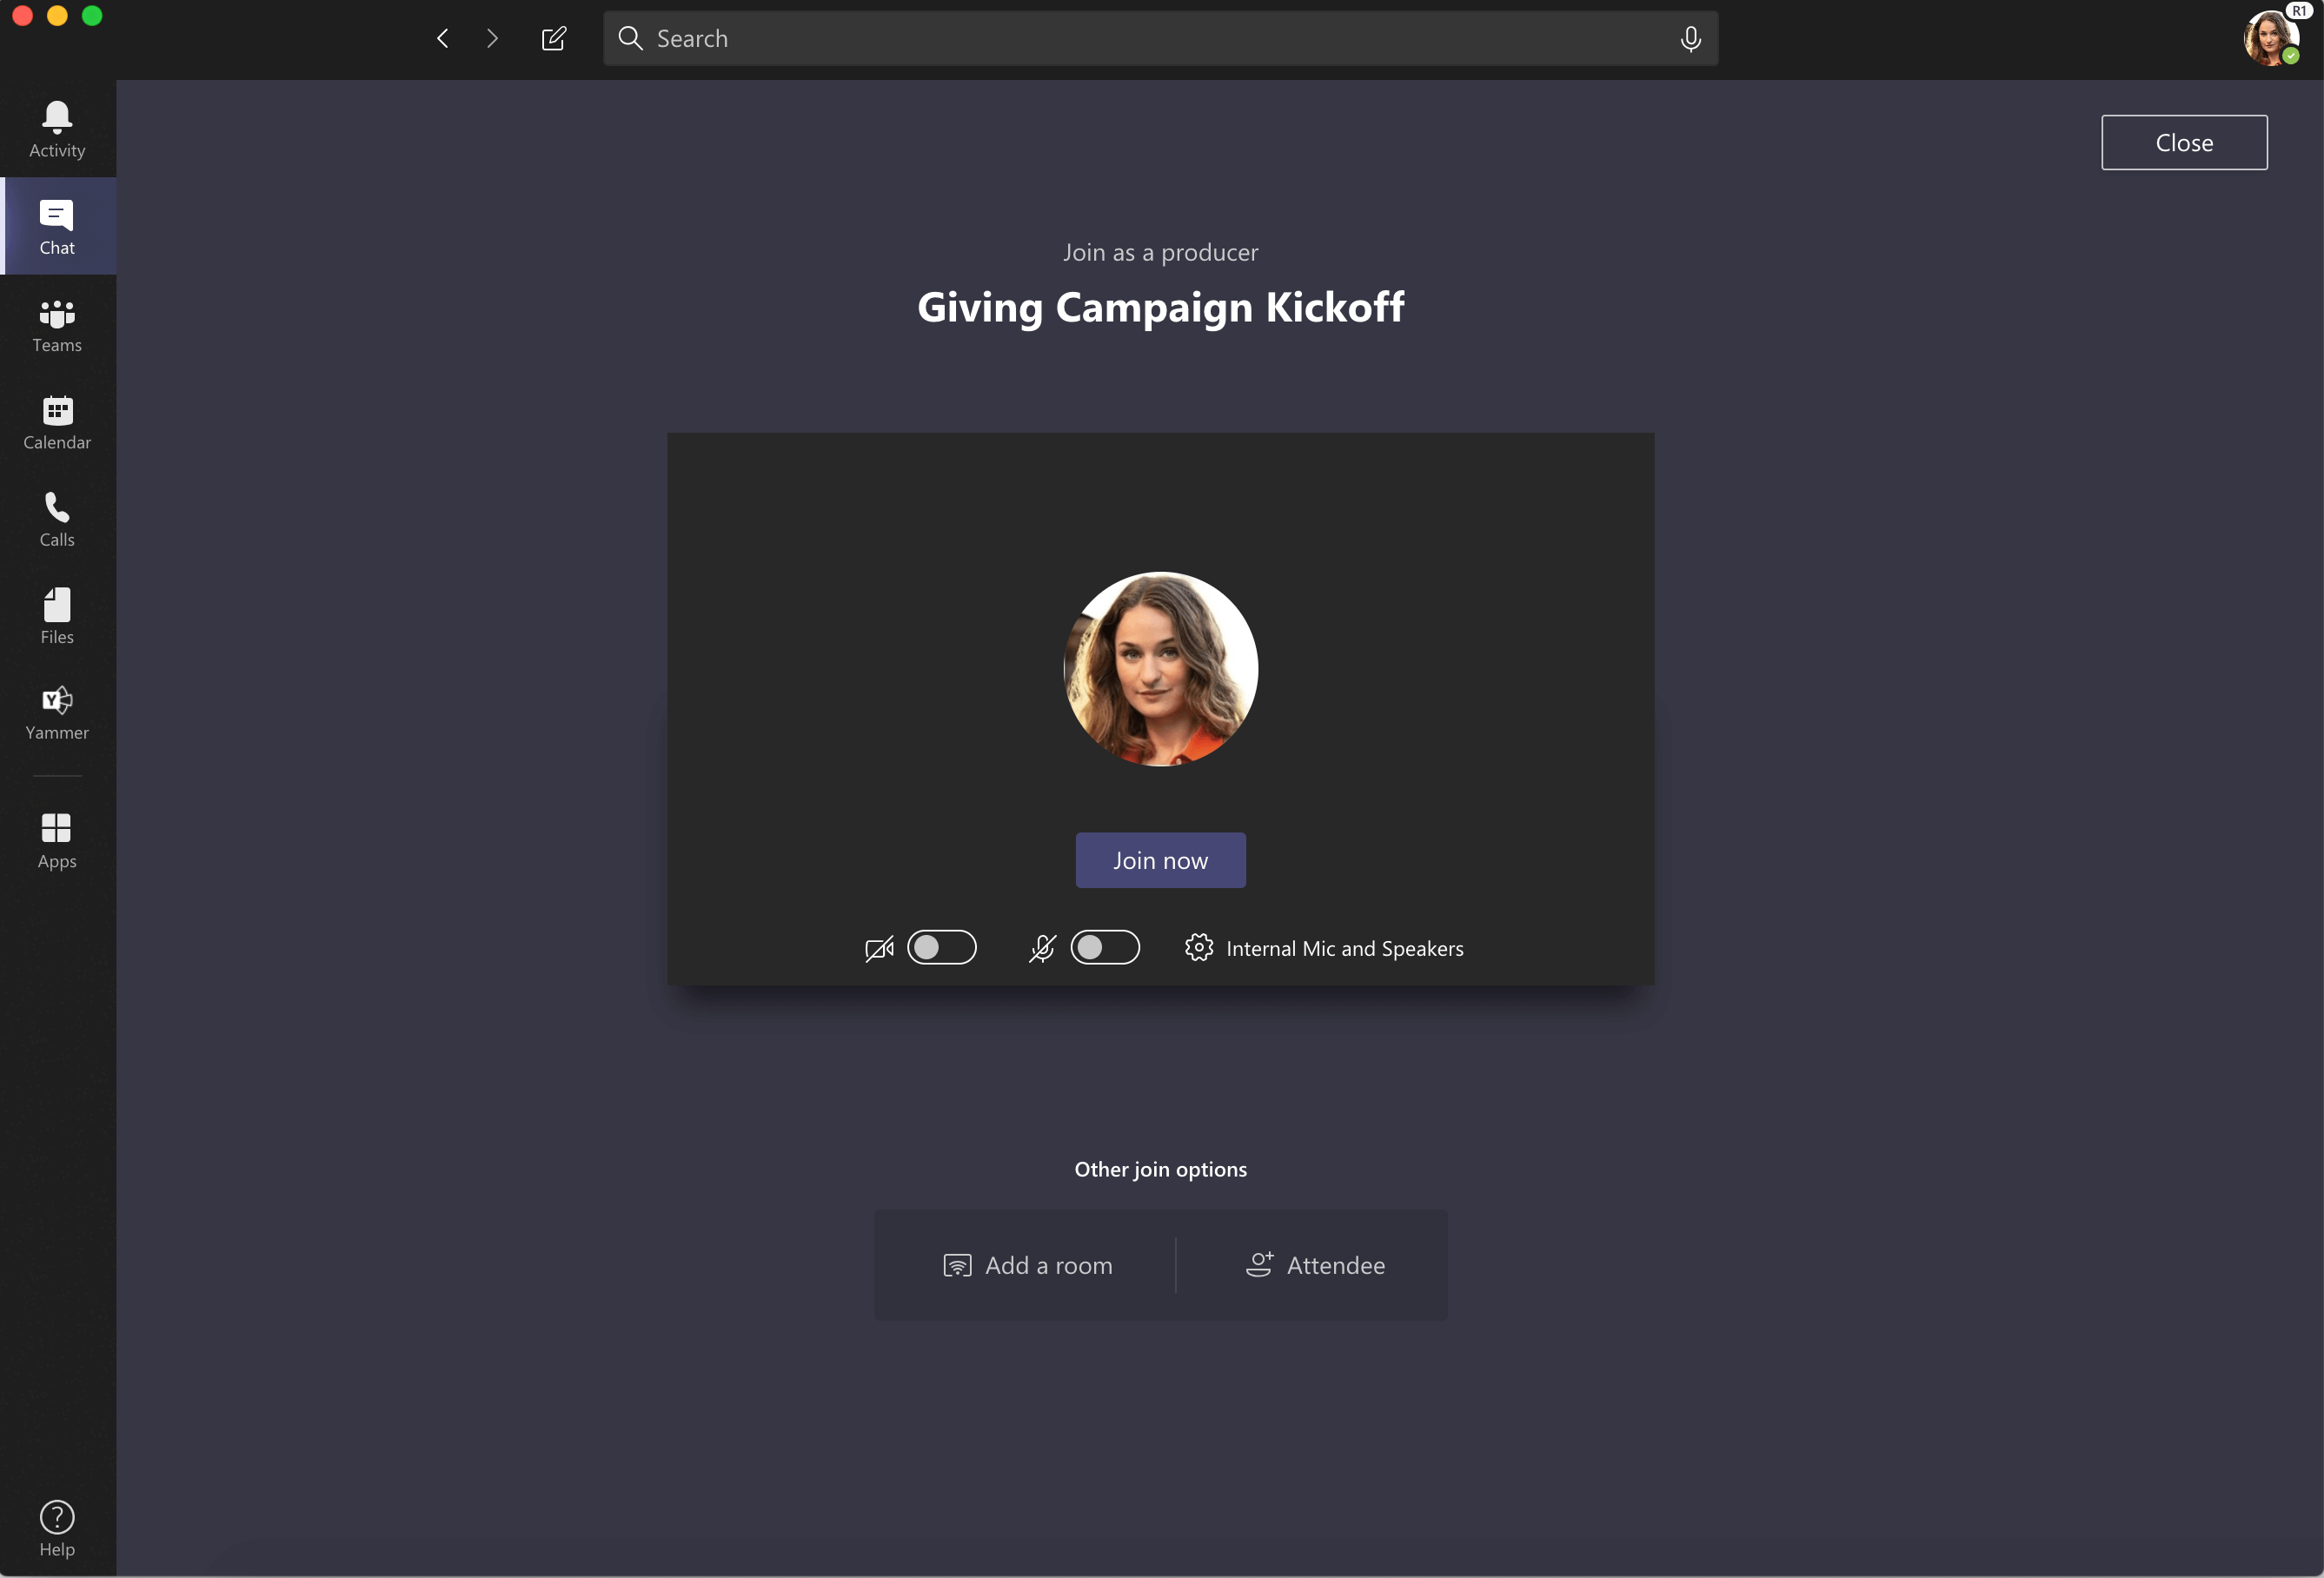 Search
R1
Activity
Chat
Teams
Calendar
Calls
Files
Y
Yammer
Apps
Help
Close
Join as a producer
Giving Campaign Kickoff
Join now
Internal Mic and Speakers
Other join options
Add a room
Attendee